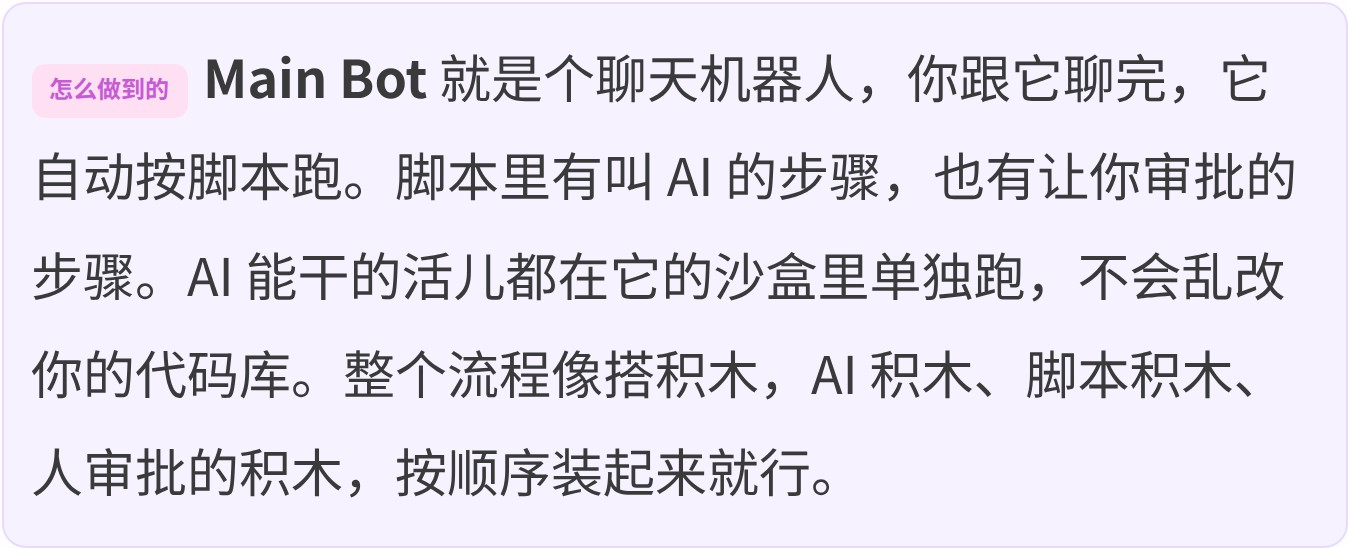 怎么做到的 Main Bot 就是个聊天机器人，你跟它聊完，它
自动按脚本跑。脚本里有叫 AI 的步骤，也有让你审批的
步骤。AI 能干的活儿都在它的沙盒里单独跑，不会乱改
你的代码库。整个流程像搭积木，AI 积木、脚本积木、
人审批的积木，按顺序装起来就行。